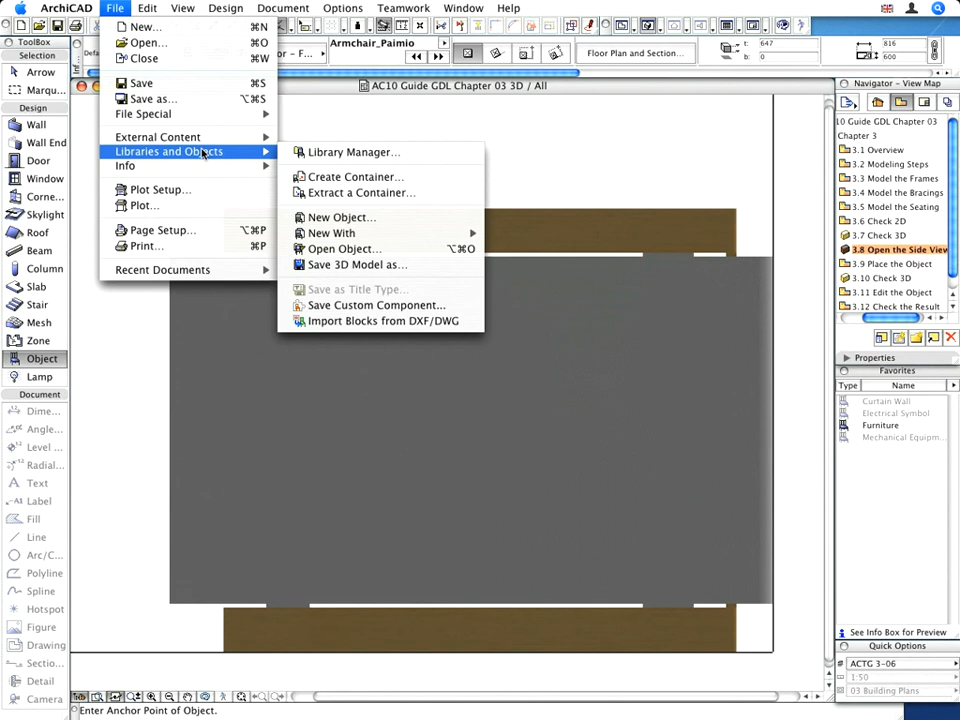 ArchiCAD File Edit View Design Document Options Teamwork Window Help
ToolBox
Selection
Arrow
Marqu...
Design
Wall
Wall End
Door
Window
Corne...
Skylight
Roof
Beam
Column
Slab
Stair
Mesh
Zone
Object
Lamp
Document
Dime...
Angle...
Level ...
Radial...
Text
Label
Fill
Line
Arc/C...
Polyline
Spline
Hotspot
Figure
Drawing
Sectio...
Detail
Camera
New... ⌘N
Open... ⌘O
Close ⌘W
Save ⌘S
Save as... ⌥⌘S
File Special
External Content
Libraries and Objects
Info
Plot Setup...
Plot...
Page Setup... ⌥⌘P
Print... ⌘P
Recent Documents
Library Manager...
Create Container...
Extract a Container...
New Object...
New With
Open Object... ⌥⌘O
Save 3D Model as...
Save as Title Type...
Save Custom Component...
Import Blocks from DXF/DWG
Armchair_Paimio
Floor Plan and Section...
t: 647
b: 0
816
600
AC10 Guide GDL Chapter 03 3D / All
Navigator - View Map
10 Guide GDL Chapter 03
Chapter 3
3.1 Overview
3.2 Modeling Steps
3.3 Model the Frames
3.4 Model the Bracings
3.5 Model the Seating
3.6 Check 2D
3.7 Check 3D
3.8 Open the Side View
3.9 Place the Object
3.10 Check 3D
3.11 Edit the Object
3.12 Check the Result
Properties
Favorites
Type Name
Curtain Wall
Electrical Symbol
Furniture
Mechanical Equipm...
See Info Box for Preview
Quick Options
ACTG 3-06
1:50
03 Building Plans
Enter Anchor Point of Object.